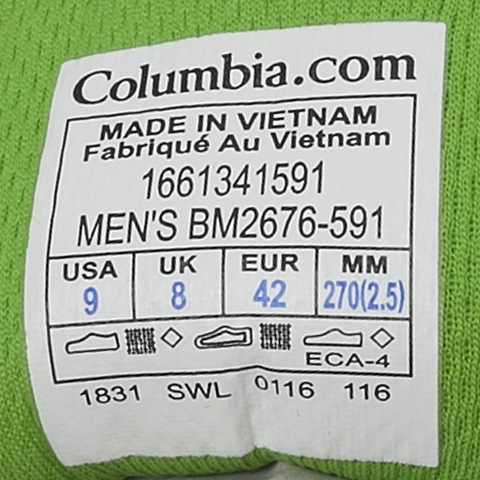 Columbia.com
MADE IN VIETNAM
Fabriqué Au Vietnam
1661341591
MEN'S BM2676-591
USA UK EUR MM
9 8 42 270(2.5)
ECA-4
1831 SWL 0116 116